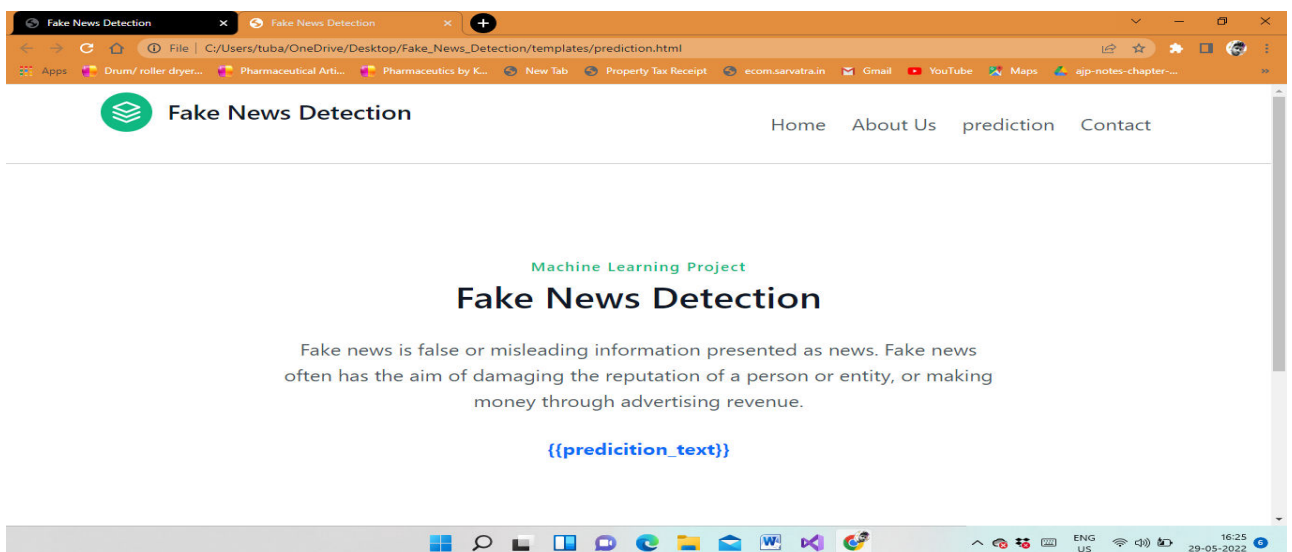 Fake News Detection Fake News Detection
File | C:/Users/tuba/OneDrive/Desktop/Fake_News_Detection/templates/prediction.html
Apps Drum/ roller dryer... Pharmaceutical Arti... Pharmaceutics by K... New Tab Property Tax Receipt ecom.sarvatra.in Gmail YouTube Maps ajp-notes-chapter-... »
Fake News Detection
Home About Us prediction Contact
Machine Learning Project
Fake News Detection
Fake news is false or misleading information presented as news. Fake news
often has the aim of damaging the reputation of a person or entity, or making
money through advertising revenue.
{{predicition_text}}
ENG
US
16:25
29-05-2022
6